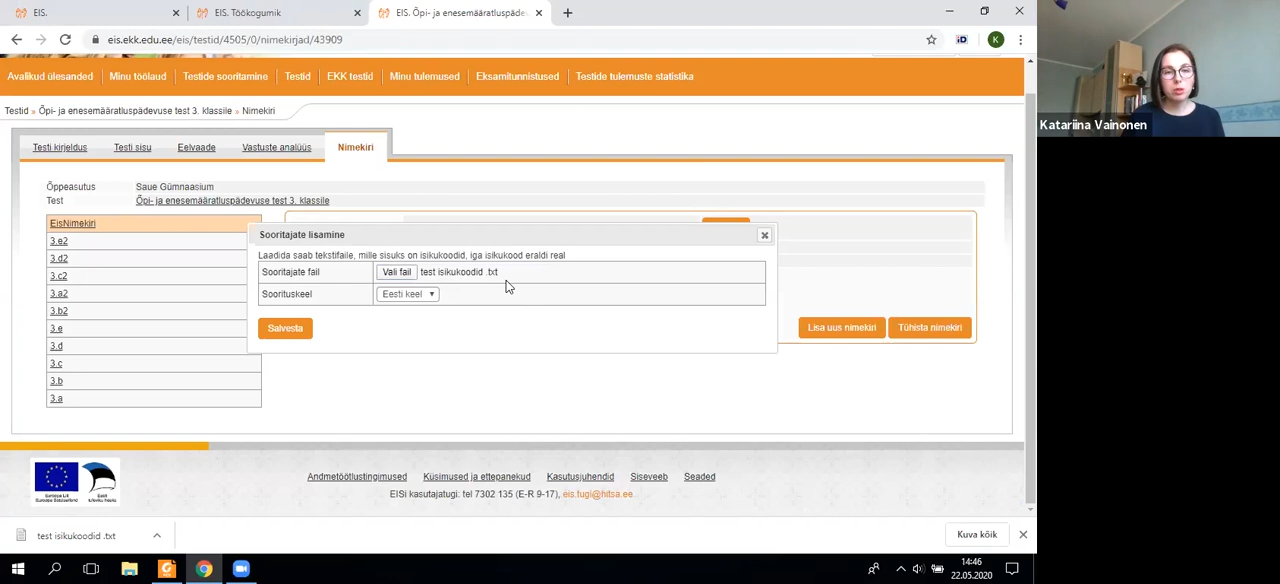 EIS.
EIS. Töökogumik
EIS. Õpi- ja enesemääratluspäde
eis.ekk.edu.ee/eis/testid/4505/0/nimekirjad/43909
iD
K
Avalikud ülesanded
Minu töölaud
Testide sooritamine
Testid
EKK testid
Minu tulemused
Eksamitunnistused
Testide tulemuste statistika
Katariina Vainonen
Testid » Õpi- ja enesemääratluspädevuse test 3. klassile » Nimekiri
Testi kirjeldus
Testi sisu
Eelvaade
Vastuste analüüs
Nimekiri
Õppeasutus
Saue Gümnaasium
Test
Õpi- ja enesemääratluspädevuse test 3. klassile
EisNimekiri
3.e2
3.d2
3.c2
3.a2
3.b2
3.e
3.d
3.c
3.b
3.a
Sooritajate lisamine
Laadida saab tekstifaile, mille sisuks on isikukoodid, iga isikukood eraldi real
Sooritajate fail
Vali fail
test isikukoodid .txt
Soorituskeel
Eesti keel
Salvesta
Lisa uus nimekiri
Tühista nimekiri
Andmetöötlustingimused
Küsimused ja ettepanekud
Kasutusjuhendid
Siseveeb
Seaded
EISi kasutajatugi: tel 7302 135 (E-R 9-17), eis.tugi@hitsa.ee
test isikukoodid .txt
Kuva kõik
14:46
22.05.2020